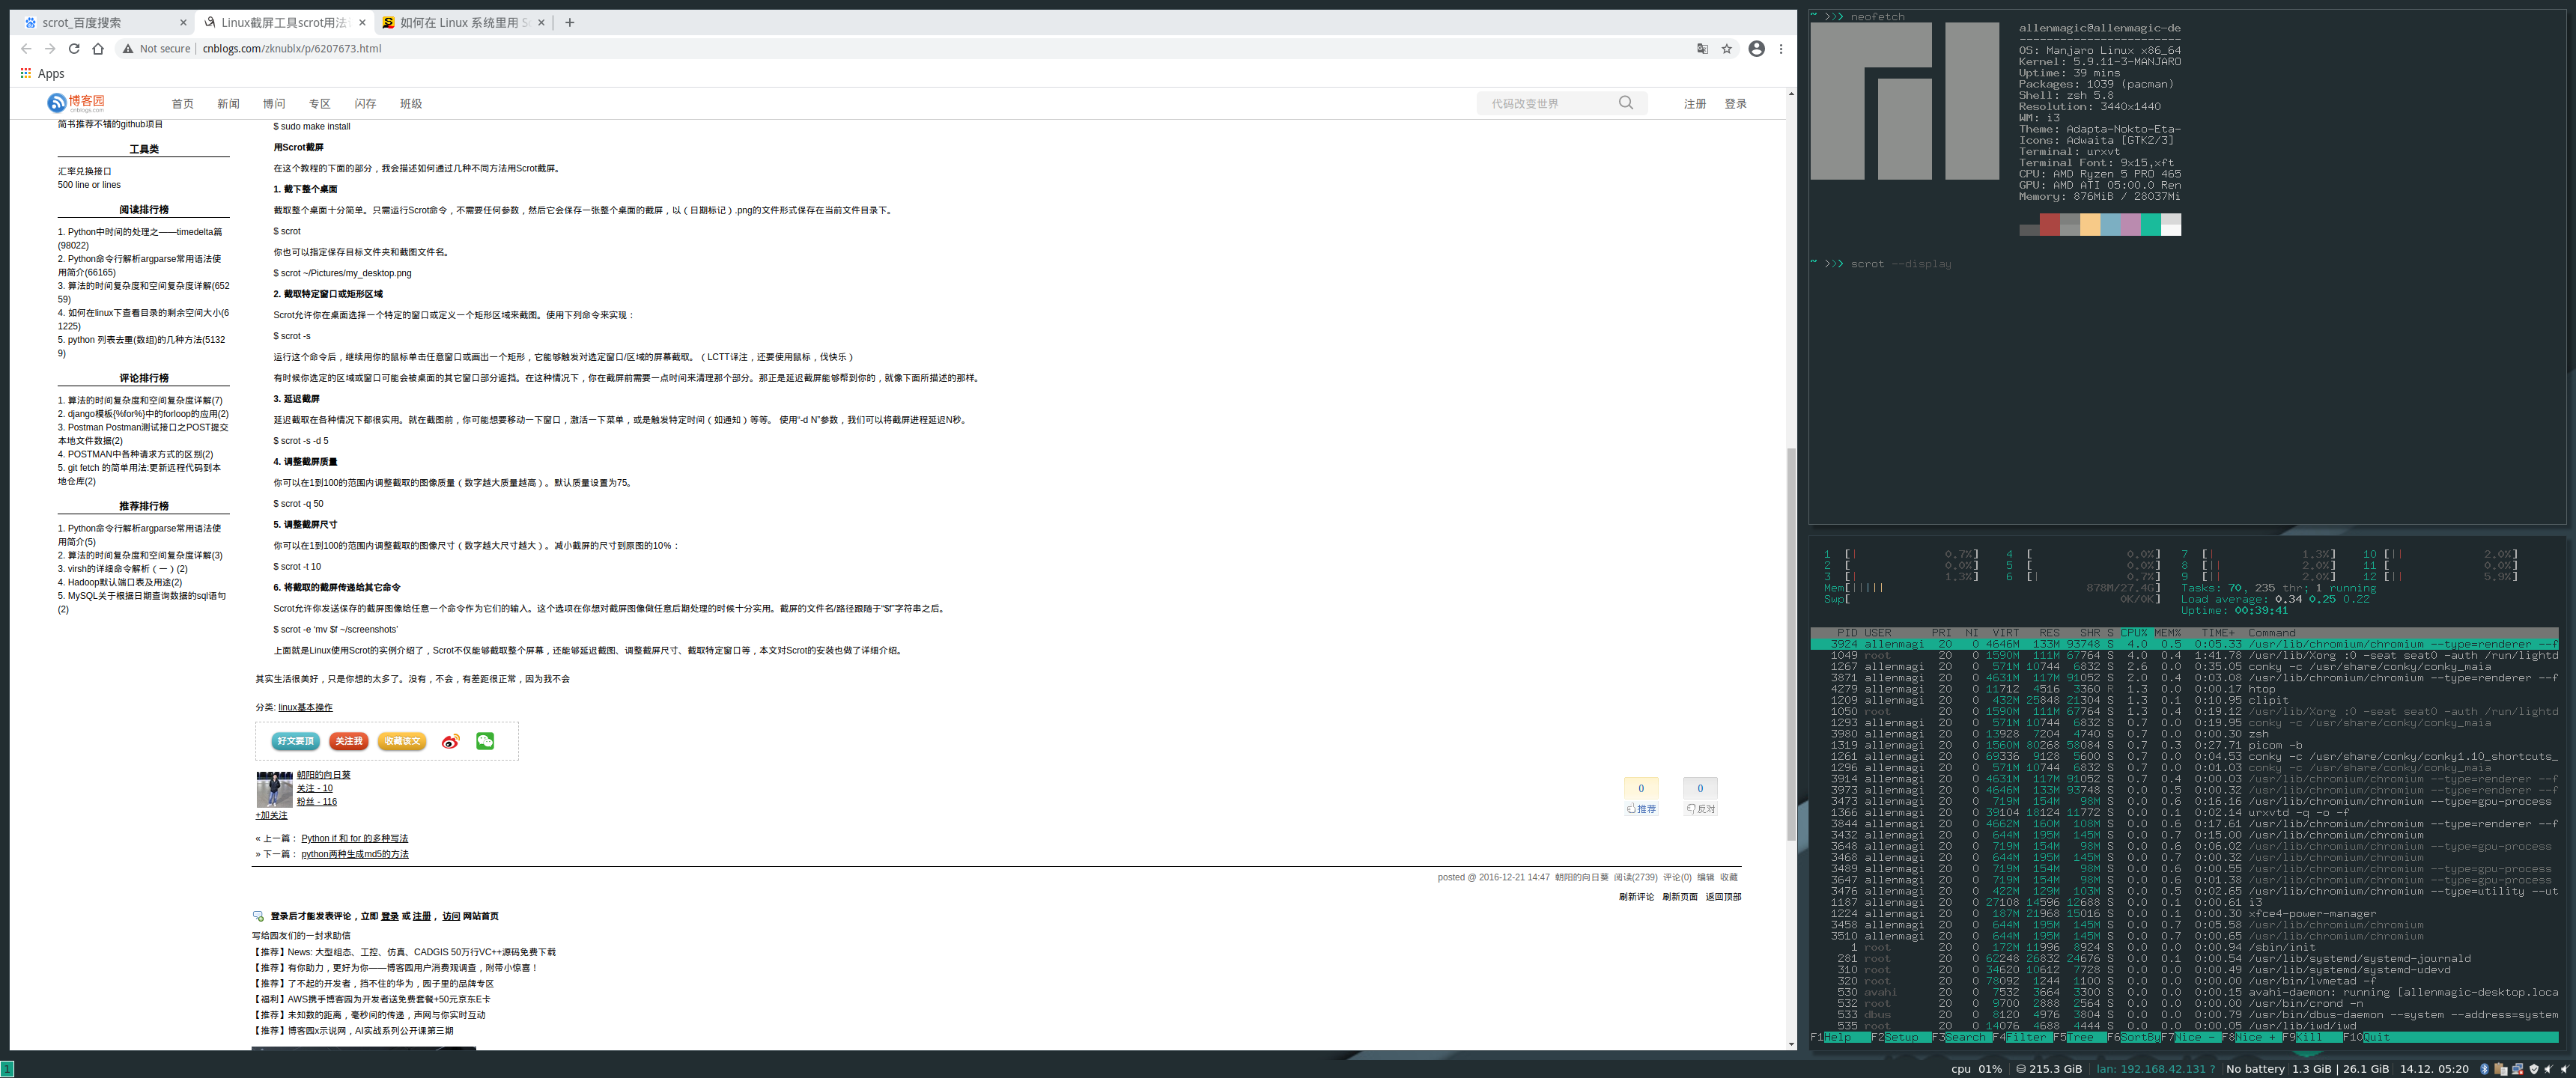 scrot_百度搜索
Linux截屏工具scrot用法
如何在 Linux 系统里用 S
Not secure
cnblogs.com/zknublx/p/6207673.html
Apps
博客园
cnblogs.com
首页
新闻
博问
专区
闪存
班级
代码改变世界
注册
登录
简书推荐不错的github项目
工具类
汇率兑换接口
500 line or lines
阅读排行榜
1. Python中时间的处理之——timedelta篇
(98022)
2. Python命令行解析argparse常用语法使
用简介(66165)
3. 算法的时间复杂度和空间复杂度详解(652
59)
4. 如何在linux下查看目录的剩余空间大小(6
1225)
5. python 列表去重(数组)的几种方法(5132
9)
评论排行榜
1. 算法的时间复杂度和空间复杂度详解(7)
2. django模板{%for%}中的forloop的应用(2)
3. Postman Postman测试接口之POST提交
本地文件数据(2)
4. POSTMAN中各种请求方式的区别(2)
5. git fetch 的简单用法:更新远程代码到本
地仓库(2)
推荐排行榜
1. Python命令行解析argparse常用语法使
用简介(5)
2. 算法的时间复杂度和空间复杂度详解(3)
3. virsh的详细命令解析（一）(2)
4. Hadoop默认端口表及用途(2)
5. MySQL关于根据日期查询数据的sql语句
(2)
$ sudo make install
用Scrot截屏
在这个教程的下面的部分，我会描述如何通过几种不同方法用Scrot截屏。
1. 截下整个桌面
截取整个桌面十分简单。只需运行Scrot命令，不需要任何参数，然后它会保存一张整个桌面的截屏，以（日期标记）.png的文件形式保存在当前文件目录下。
$ scrot
你也可以指定保存目标文件夹和截图文件名。
$ scrot ~/Pictures/my_desktop.png
2. 截取特定窗口或矩形区域
Scrot允许你在桌面选择一个特定的窗口或定义一个矩形区域来截图。使用下列命令来实现：
$ scrot -s
运行这个命令后，继续用你的鼠标单击任意窗口或画出一个矩形，它能够触发对选定窗口/区域的屏幕截取。（LCTT译注，还要使用鼠标，伐快乐）
有时候你选定的区域或窗口可能会被桌面的其它窗口部分遮挡。在这种情况下，你在截屏前需要一点时间来清理那个部分。那正是延迟截屏能够帮到你的，就像下面所描述的那样。
3. 延迟截屏
延迟截取在各种情况下都很实用。就在截图前，你可能想要移动一下窗口，激活一下菜单，或是触发特定时间（如通知）等等。 使用“-d N”参数，我们可以将截屏进程延迟N秒。
$ scrot -s -d 5
4. 调整截屏质量
你可以在1到100的范围内调整截取的图像质量（数字越大质量越高）。默认质量设置为75。
$ scrot -q 50
5. 调整截屏尺寸
你可以在1到100的范围内调整截取的图像尺寸（数字越大尺寸越大）。减小截屏的尺寸到原图的10%：
$ scrot -t 10
6. 将截取的截屏传递给其它命令
Scrot允许你发送保存的截屏图像给任意一个命令作为它们的输入。这个选项在你想对截屏图像做任意后期处理的时候十分实用。截屏的文件名/路径跟随于“$f”字符串之后。
$ scrot -e ‘mv $f ~/screenshots’
上面就是Linux使用Scrot的实例介绍了，Scrot不仅能够截取整个屏幕，还能够延迟截图、调整截屏尺寸、截取特定窗口等，本文对Scrot的安装也做了详细介绍。
其实生活很美好，只是你想的太多了。没有，不会，有差距很正常，因为我不会
分类: linux基本操作
好文要顶 关注我 收藏该文
朝阳的向日葵
关注 - 10
粉丝 - 116
+加关注
0
推荐
0
反对
« 上一篇： Python if 和 for 的多种写法
» 下一篇： python两种生成md5的方法
posted @ 2016-12-21 14:47 朝阳的向日葵 阅读(2739) 评论(0) 编辑 收藏
刷新评论 刷新页面 返回顶部
登录后才能发表评论，立即 登录 或 注册， 访问 网站首页
写给园友们的一封求助信
【推荐】News: 大型组态、工控、仿真、CADGIS 50万行VC++源码免费下载
【推荐】有你助力，更好为你——博客园用户消费观调查，附带小惊喜！
【推荐】了不起的开发者，挡不住的华为，园子里的品牌专区
【福利】AWS携手博客园为开发者送免费套餐+50元京东E卡
【推荐】未知数的距离，毫秒间的传递，声网与你实时互动
【推荐】博客园x示说网，AI实战系列公开课第三期
~ >>> neofetch
allenmagic@allenmagic-de
------------------------
OS: Manjaro Linux x86_64
Kernel: 5.9.11-3-MANJARO
Uptime: 39 mins
Packages: 1039 (pacman)
Shell: zsh 5.8
Resolution: 3440x1440
WM: i3
Theme: Adapta-Nokto-Eta-
Icons: Adwaita [GTK2/3]
Terminal: urxvt
Terminal Font: 9x15,xft
CPU: AMD Ryzen 5 PRO 465
GPU: AMD ATI 05:00.0 Ren
Memory: 876MiB / 28037Mi
~ >>> scrot --display
1 [| 0.7%] 4 [ 0.0%] 7 [| 1.3%] 10 [|| 2.0%]
2 [ 0.0%] 5 [ 0.0%] 8 [|| 2.0%] 11 [ 0.0%]
3 [| 1.3%] 6 [| 0.7%] 9 [|| 2.0%] 12 [|| 5.9%]
Mem[||||| 878M/27.4G] Tasks: 70, 235 thr; 1 running
Swp[ 0K/0K] Load average: 0.34 0.25 0.22
Uptime: 00:39:41
PID USER PRI NI VIRT RES SHR S CPU% MEM% TIME+ Command
3924 allenmagi 20 0 4646M 133M 93748 S 4.0 0.5 0:05.33 /usr/lib/chromium/chromium --type=renderer --f
1049 root 20 0 1590M 111M 67764 S 4.0 0.4 1:41.78 /usr/lib/Xorg :0 -seat seat0 -auth /run/lightd
1267 allenmagi 20 0 571M 10744 6832 S 2.6 0.0 0:35.05 conky -c /usr/share/conky/conky_maia
3871 allenmagi 20 0 4631M 117M 91052 S 2.0 0.4 0:03.08 /usr/lib/chromium/chromium --type=renderer --f
4279 allenmagi 20 0 11712 4516 3360 R 1.3 0.0 0:00.17 htop
1209 allenmagi 20 0 432M 25848 21304 S 1.3 0.1 0:10.95 clipit
1050 root 20 0 1590M 111M 67764 S 1.3 0.4 0:19.12 /usr/lib/Xorg :0 -seat seat0 -auth /run/lightd
1293 allenmagi 20 0 571M 10744 6832 S 0.7 0.0 0:19.95 conky -c /usr/share/conky/conky_maia
3980 allenmagi 20 0 13928 7204 4740 S 0.7 0.0 0:00.30 zsh
1319 allenmagi 20 0 1560M 80268 58084 S 0.7 0.3 0:27.71 picom -b
1261 allenmagi 20 0 69336 9128 5600 S 0.7 0.0 0:04.53 conky -c /usr/share/conky/conky1.10_shortcuts_
1296 allenmagi 20 0 571M 10744 6832 S 0.7 0.0 0:01.03 conky -c /usr/share/conky/conky_maia
3914 allenmagi 20 0 4631M 117M 91052 S 0.7 0.4 0:00.03 /usr/lib/chromium/chromium --type=renderer --f
3973 allenmagi 20 0 4646M 133M 93748 S 0.0 0.5 0:00.32 /usr/lib/chromium/chromium --type=renderer --f
3473 allenmagi 20 0 719M 154M 98M S 0.0 0.6 0:16.16 /usr/lib/chromium/chromium --type=gpu-process
1366 allenmagi 20 0 39104 18124 11772 S 0.0 0.1 0:02.14 urxvtd -q -o -f
3844 allenmagi 20 0 4662M 160M 108M S 0.0 0.6 0:17.61 /usr/lib/chromium/chromium --type=renderer --f
3432 allenmagi 20 0 644M 195M 145M S 0.0 0.7 0:15.00 /usr/lib/chromium/chromium
3648 allenmagi 20 0 719M 154M 98M S 0.0 0.6 0:06.02 /usr/lib/chromium/chromium --type=gpu-process
3468 allenmagi 20 0 644M 195M 145M S 0.0 0.7 0:00.32 /usr/lib/chromium/chromium
3489 allenmagi 20 0 719M 154M 98M S 0.0 0.6 0:00.55 /usr/lib/chromium/chromium --type=gpu-process
3647 allenmagi 20 0 719M 154M 98M S 0.0 0.6 0:01.38 /usr/lib/chromium/chromium --type=gpu-process
3476 allenmagi 20 0 422M 129M 103M S 0.0 0.5 0:02.65 /usr/lib/chromium/chromium --type=utility --ut
1187 allenmagi 20 0 27108 14596 12688 S 0.0 0.1 0:00.61 i3
1224 allenmagi 20 0 187M 21968 15016 S 0.0 0.1 0:00.30 xfce4-power-manager
3458 allenmagi 20 0 644M 195M 145M S 0.0 0.7 0:05.58 /usr/lib/chromium/chromium
3510 allenmagi 20 0 644M 195M 145M S 0.0 0.7 0:00.65 /usr/lib/chromium/chromium
1 root 20 0 172M 11996 8924 S 0.0 0.0 0:00.94 /sbin/init
281 root 20 0 62248 26832 24676 S 0.0 0.1 0:00.54 /usr/lib/systemd/systemd-journald
310 root 20 0 34620 10612 7728 S 0.0 0.0 0:00.49 /usr/lib/systemd/systemd-udevd
320 root 20 0 78092 1244 1100 S 0.0 0.0 0:00.00 /usr/bin/lvmetad -f
530 avahi 20 0 7532 3664 3300 S 0.0 0.0 0:00.15 avahi-daemon: running [allenmagic-desktop.loca
532 root 20 0 9700 2888 2564 S 0.0 0.0 0:00.00 /usr/bin/crond -n
533 dbus 20 0 8120 4976 3804 S 0.0 0.0 0:00.79 /usr/bin/dbus-daemon --system --address=system
535 root 20 0 14076 4688 4444 S 0.0 0.0 0:00.05 /usr/lib/iwd/iwd
F1Help F2Setup F3Search F4Filter F5Tree F6SortBy F7Nice - F8Nice + F9Kill F10Quit
1
cpu 01%
215.3 GiB
lan: 192.168.42.131 ?
No battery
1.3 GiB | 26.1 GiB
14.12. 05:20